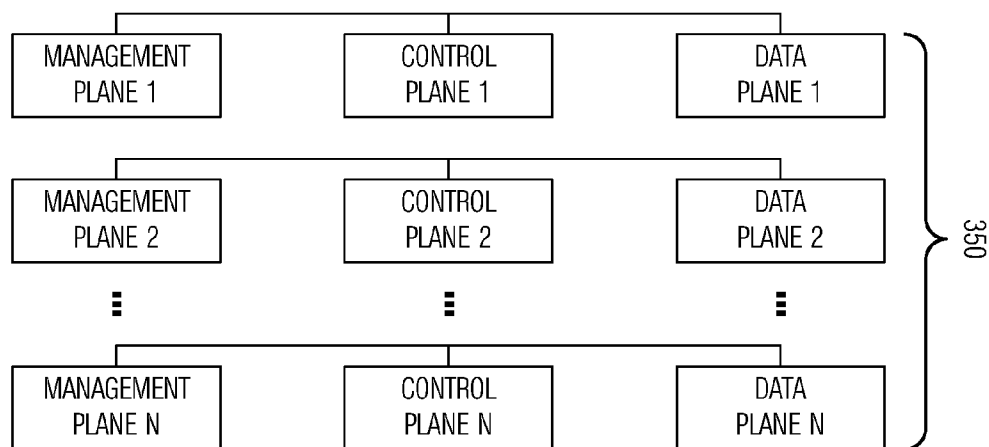 MANAGEMENT
PLANE 1
CONTROL
PLANE 1
DATA
PLANE 1
MANAGEMENT
PLANE 2
CONTROL
PLANE 2
DATA
PLANE 2
350
MANAGEMENT
PLANE N
CONTROL
PLANE N
DATA
PLANE N